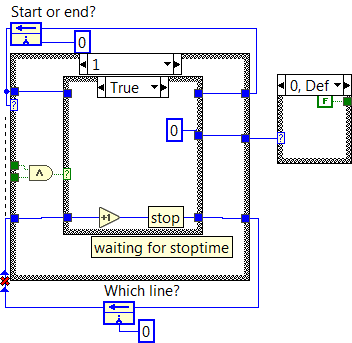 Start or end?
0
1
True
0, Def
F
0
?
?
?
∧
+1
stop
waiting for stoptime
Which line?
0